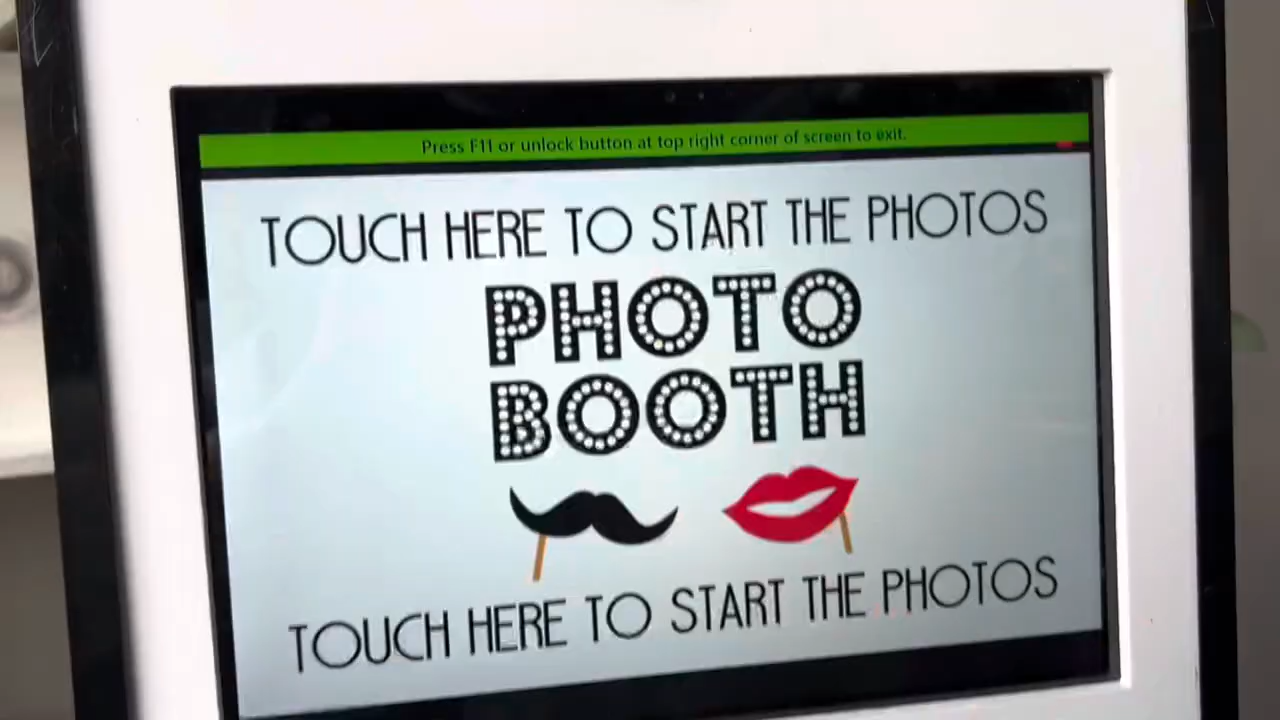 Press F11 or unlock button at top right corner of screen to exit.
TOUCH HERE TO START THE PHOTOS
PHOTO
BOOTH
TOUCH HERE TO START THE PHOTOS